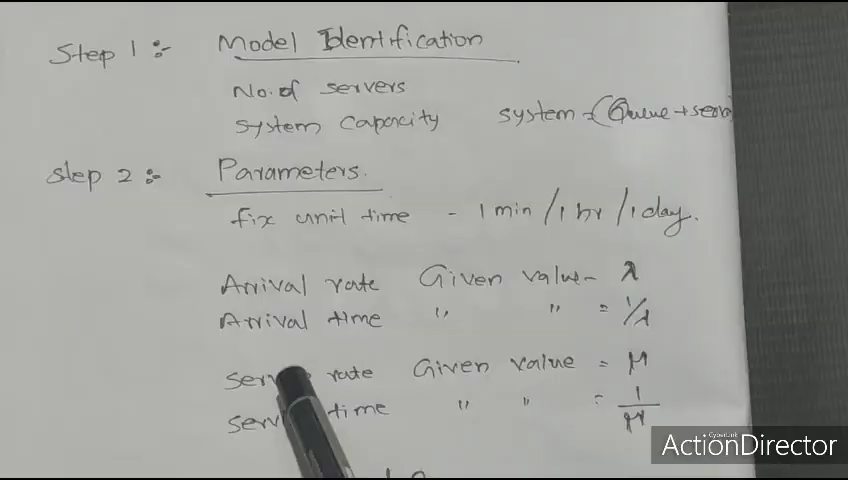 Step 1 :- Model Identification
No. of servers
System capacity system = (Queue + serv
Step 2 :- Parameters.
fix unit time - 1 min / 1 hr / 1 day.
Arrival rate Given value - λ
Arrival time " " = 1/λ
rate Given value = μ
time " " = 1/μ
CyberLink
ActionDirector